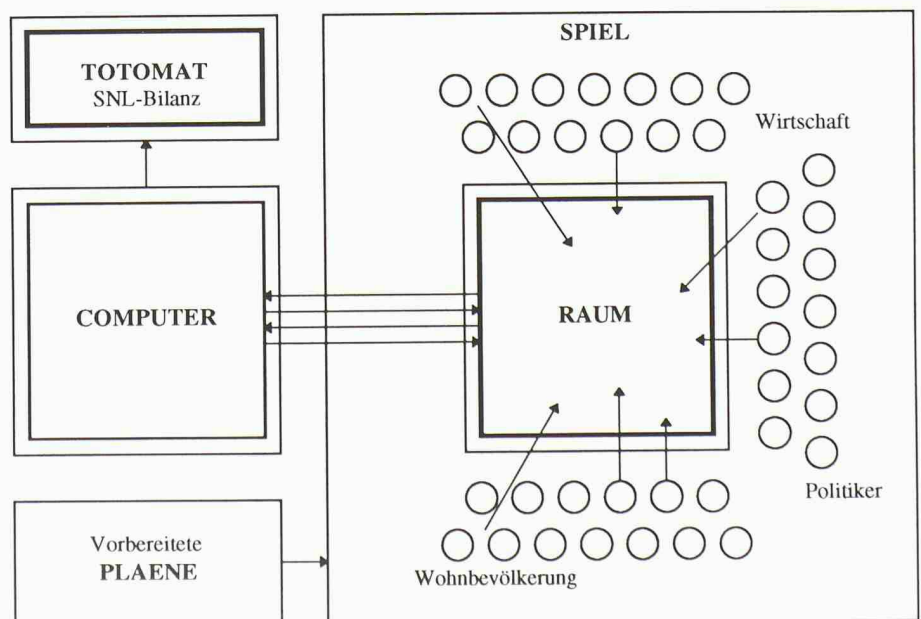 SPIEL
TOTOMAT
SNL-Bilanz
Wirtschaft
COMPUTER
RAUM
Politiker
Vorbereitete
PLAENE
Wohnbevölkerung